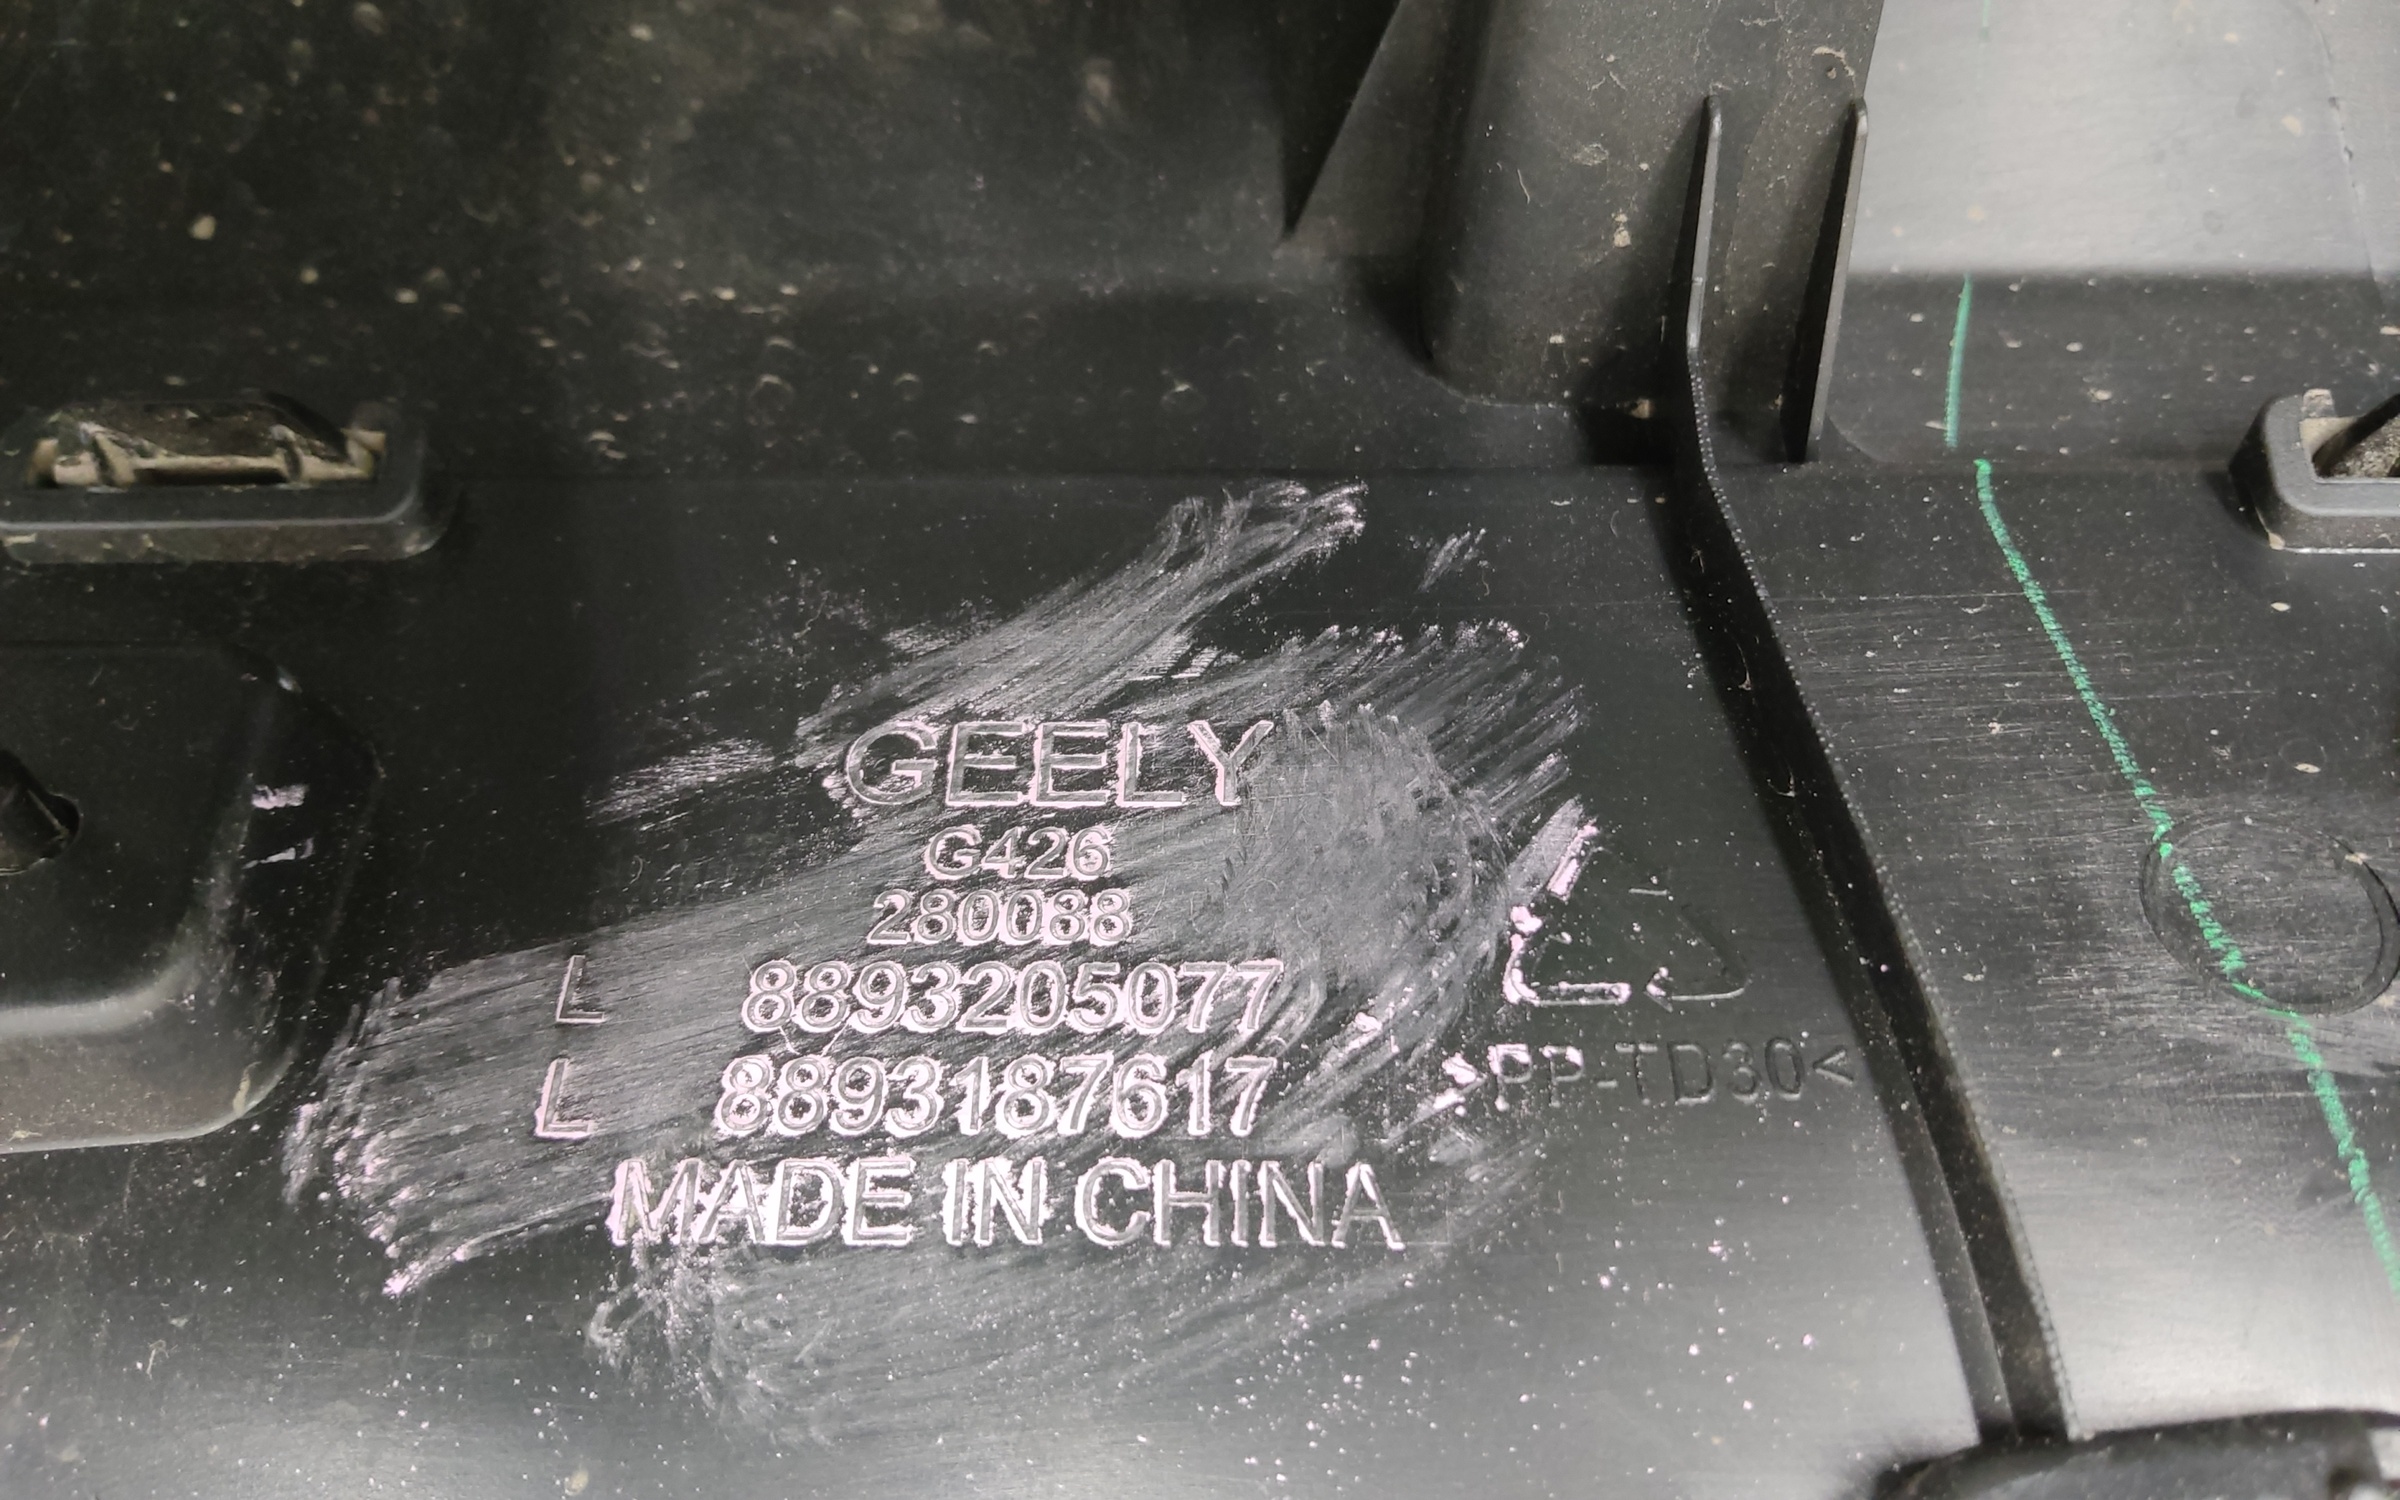 GEELY
G426
280088
L 8893205077
L 8893187617
>PP-TD30<
MADE IN CHINA